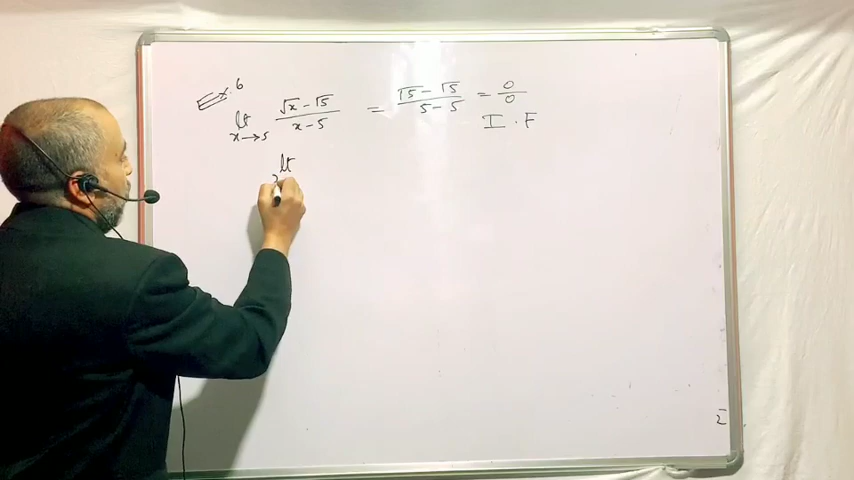 Ex. 6
lt x→5 (√x - √5)/(x - 5) = (√5 - √5)/(5 - 5) = 0/0
I . F
lt